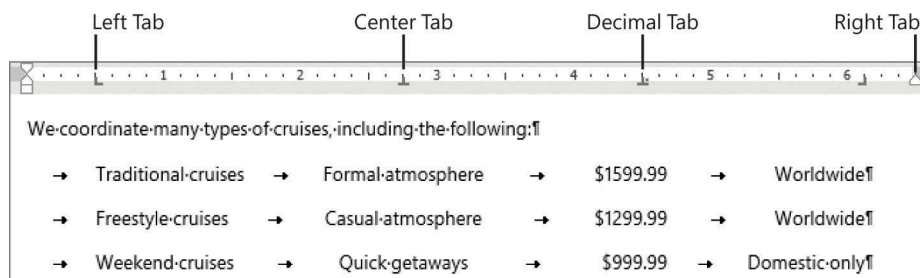 Left Tab Center Tab Decimal Tab Right Tab
1 2 3 4 5 6
We·coordinate·many·types·of·cruises,·including·the·following:¶
→ Traditional·cruises → Formal·atmosphere → $1599.99 → Worldwide¶
→ Freestyle·cruises → Casual·atmosphere → $1299.99 → Worldwide¶
→ Weekend·cruises → Quick·getaways → $999.99 → Domestic·only¶